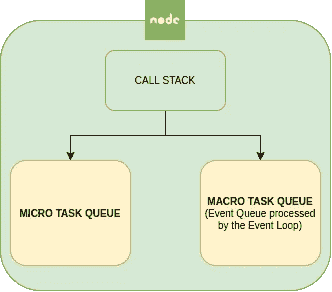 node
CALL STACK
MICRO TASK QUEUE
MACRO TASK QUEUE
(Event Queue processed
by the Event Loop)